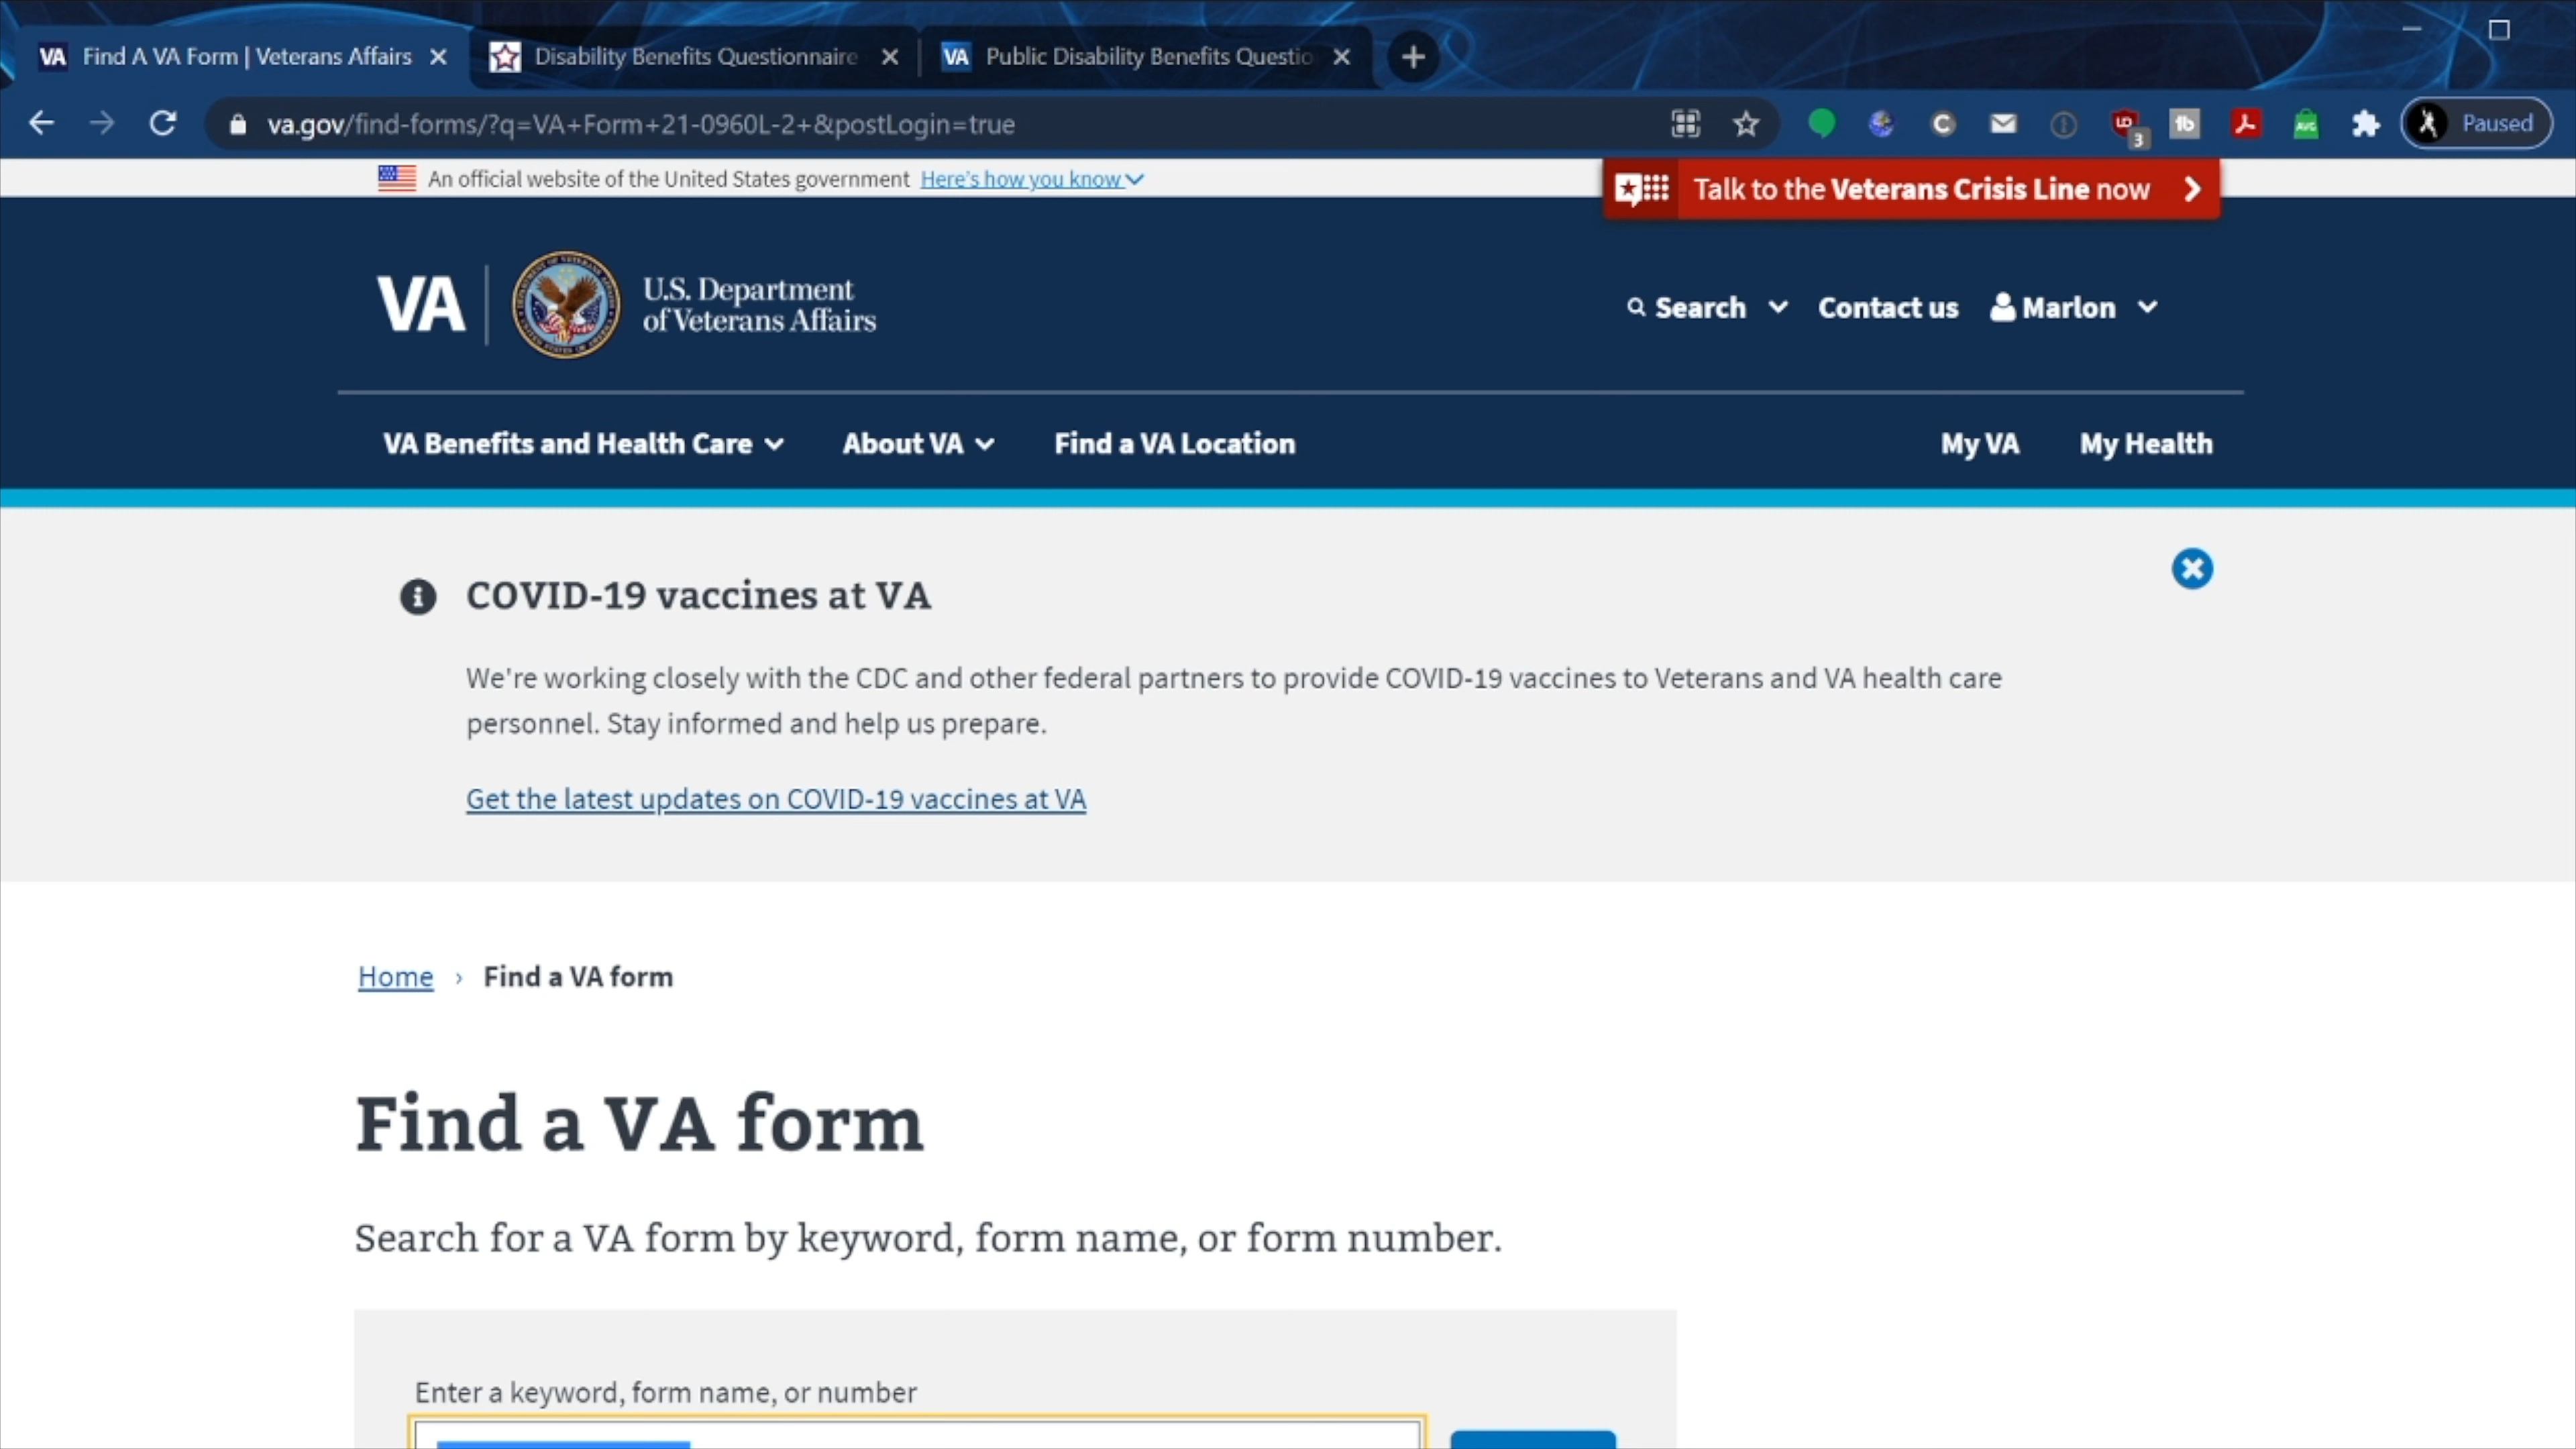 VA Find A VA Form | Veterans Affairs
Disability Benefits Questionnaire
VA Public Disability Benefits Questio
va.gov/find-forms/?q=VA+Form+21-0960L-2+&postLogin=true
C
UD
3
tb
AVG
Paused
An official website of the United States government Here's how you know
Talk to the Veterans Crisis Line now
VA
U.S. Department
of Veterans Affairs
Search
Contact us
Marlon
VA Benefits and Health Care
About VA
Find a VA Location
My VA
My Health
COVID-19 vaccines at VA
We're working closely with the CDC and other federal partners to provide COVID-19 vaccines to Veterans and VA health care
personnel. Stay informed and help us prepare.
Get the latest updates on COVID-19 vaccines at VA
Home › Find a VA form
Find a VA form
Search for a VA form by keyword, form name, or form number.
Enter a keyword, form name, or number